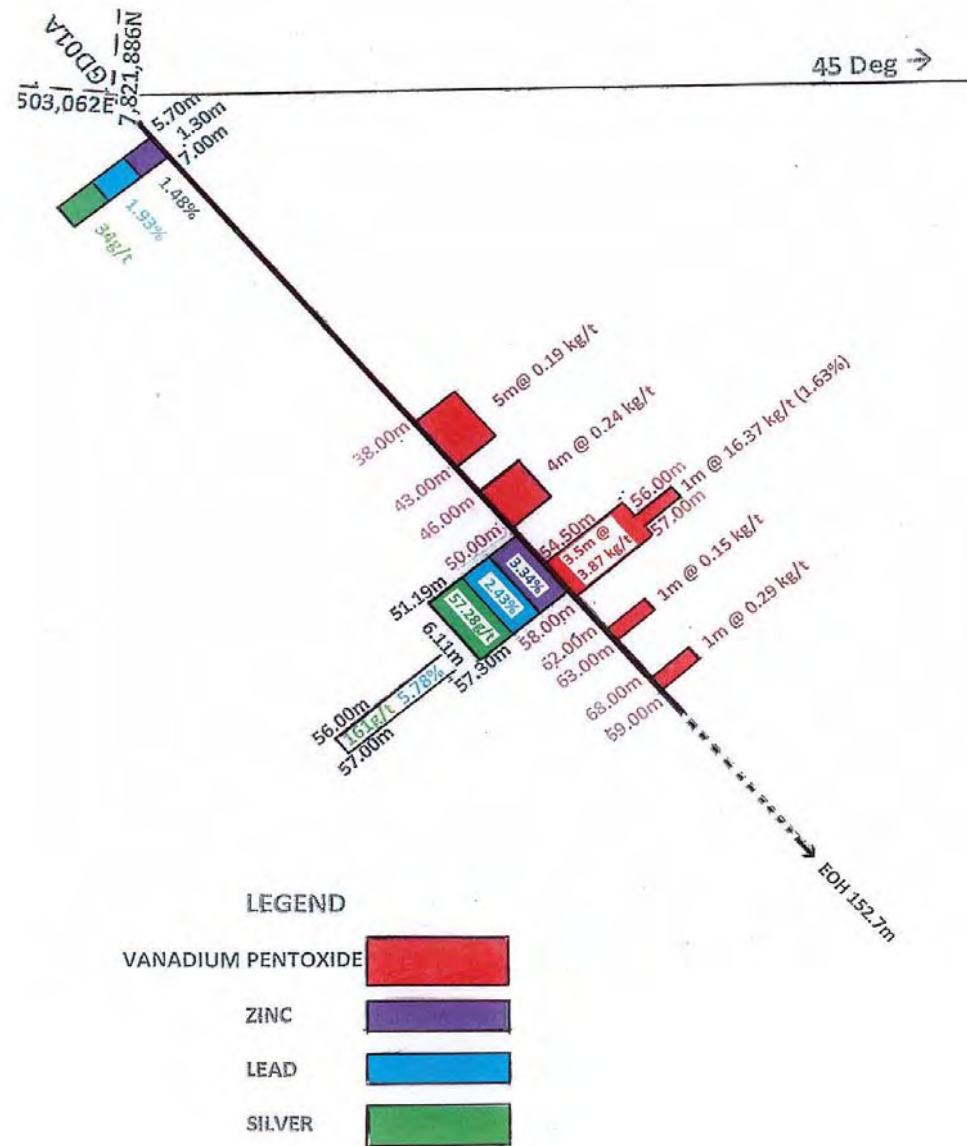 GD01A
7,821,886N
503,062E
45 Deg →
5.70m
1.30m
7.00m
1.48%
1.93%
34g/t
5m@ 0.19 kg/t
38.00m
43.00m
4m @ 0.24 kg/t
46.00m
50.00m
54.50m
56.00m
1m @ 16.37 kg/t (1.63%)
57.00m
3.5m @
3.87 kg/t
3.34%
2.43%
57.28g/t
51.19m
6.11m
57.30m
58.00m
1m @ 0.15 kg/t
62.00m
63.00m
1m @ 0.29 kg/t
68.00m
69.00m
56.00m
161g/t 5.78%
57.00m
EOH 152.7m
LEGEND
VANADIUM PENTOXIDE
ZINC
LEAD
SILVER